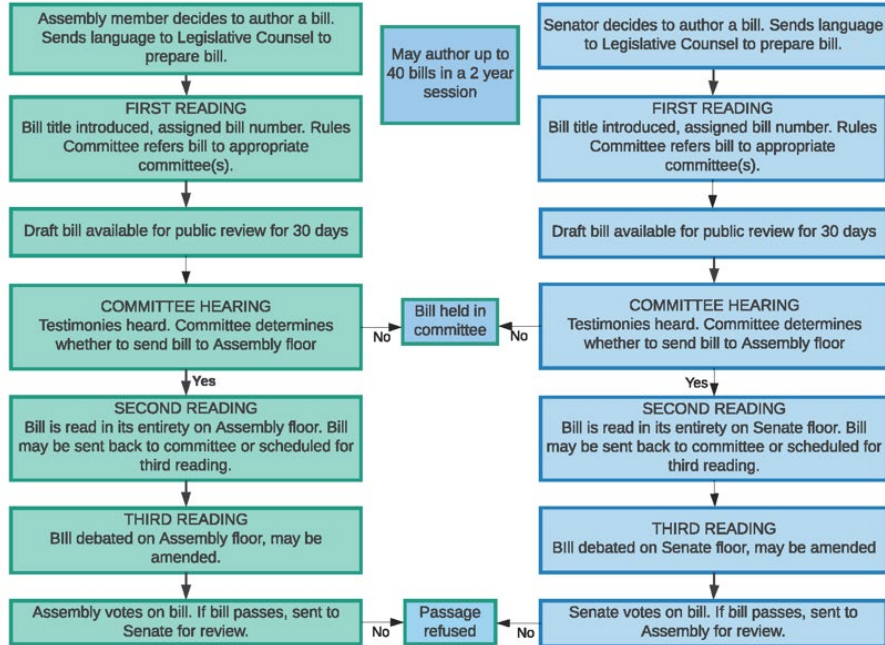 Assembly member decides to author a bill.
Sends language to Legislative Counsel to
prepare bill.
FIRST READING
Bill title introduced, assigned bill number. Rules
Committee refers bill to appropriate
committee(s).
Draft bill available for public review for 30 days
COMMITTEE HEARING
Testimonies heard. Committee determines
whether to send bill to Assembly floor
No
Yes
SECOND READING
Bill is read in its entirety on Assembly floor. Bill
may be sent back to committee or scheduled for
third reading.
THIRD READING
BIll debated on Assembly floor, may be
amended.
Assembly votes on bill. If bill passes, sent to
Senate for review.
No
May author up to
40 bills in a 2 year
session
Bill held in
committee
Passage
refused
Senator decides to author a bill. Sends language
to Legislative Counsel to prepare bill.
FIRST READING
Bill title introduced, assigned bill number. Rules
Committee refers bill to appropriate
committee(s).
Draft bill available for public review for 30 days
COMMITTEE HEARING
Testimonies heard. Committee determines
whether to send bill to Assembly floor
No
Yes
SECOND READING
Bill is read in its entirety on Senate floor. Bill
may be sent back to committee or scheduled for
third reading.
THIRD READING
Bill debated on Senate floor, may be amended
Senate votes on bill. If bill passes, sent to
Assembly for review.
No